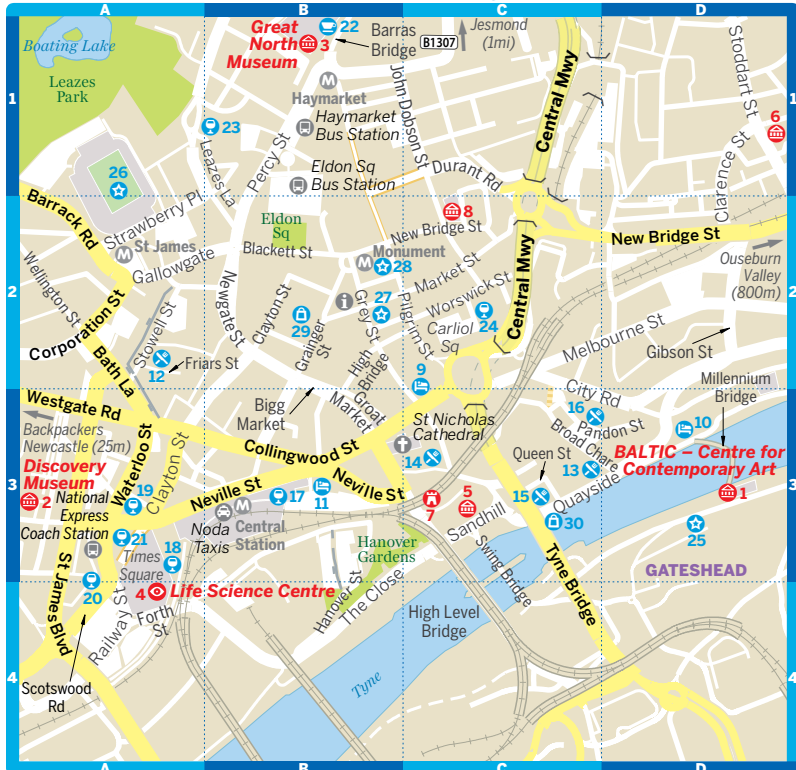 A
B
C
D
Boating Lake
Leazes
Park
Great
North
Museum
3
22
Barras
Bridge
B1307
Jesmond
(1mi)
Central Mwy
Stoddart St
6
1
1
Haymarket
Haymarket
Bus Station
John Dobson St
23
Leazes La
Percy St
Eldon Sq
Bus Station
Durant Rd
Clarence St
26
Barrack Rd
Strawberry Pl
Eldon
Sq
8
New Bridge St
New Bridge St
St James
Gallowgate
Blackett St
Monument
28
Market St
Central Mwy
Ouseburn
Valley
(800m)
Wellington St
Worswick St
2
2
Corporation St
Stowell St
Newgate St
Clayton St
29
Grainger
St
27
Grey St
Pilgrim St
24
Carliol
Sq
Melbourne St
Gibson St
Bath La
12
Friars St
High
Bridge
9
Millennium
Bridge
Westgate Rd
Bigg
Market
Groat
Market
City Rd
16
Pandon St
10
Backpackers
Newcastle (25m)
Waterloo St
Clayton St
Collingwood St
St Nicholas
Cathedral
Broad Chare
BALTIC – Centre for
Contemporary Art
Discovery
Museum
2
3
3
14
Queen St
13
1
National
Express
Coach Station
19
Neville St
17
11
Neville St
7
5
15
Quayside
30
25
Noda
Taxis
Central
Station
Sandhill
21
Times
Square
18
Hanover
Gardens
Swing Bridge
Tyne Bridge
GATESHEAD
St James Blvd
20
4
Life Science Centre
Hanover St
The Close
High Level
Bridge
Railway St
Forth
St
4
4
Scotswood
Rd
Tyne
A
B
C
D